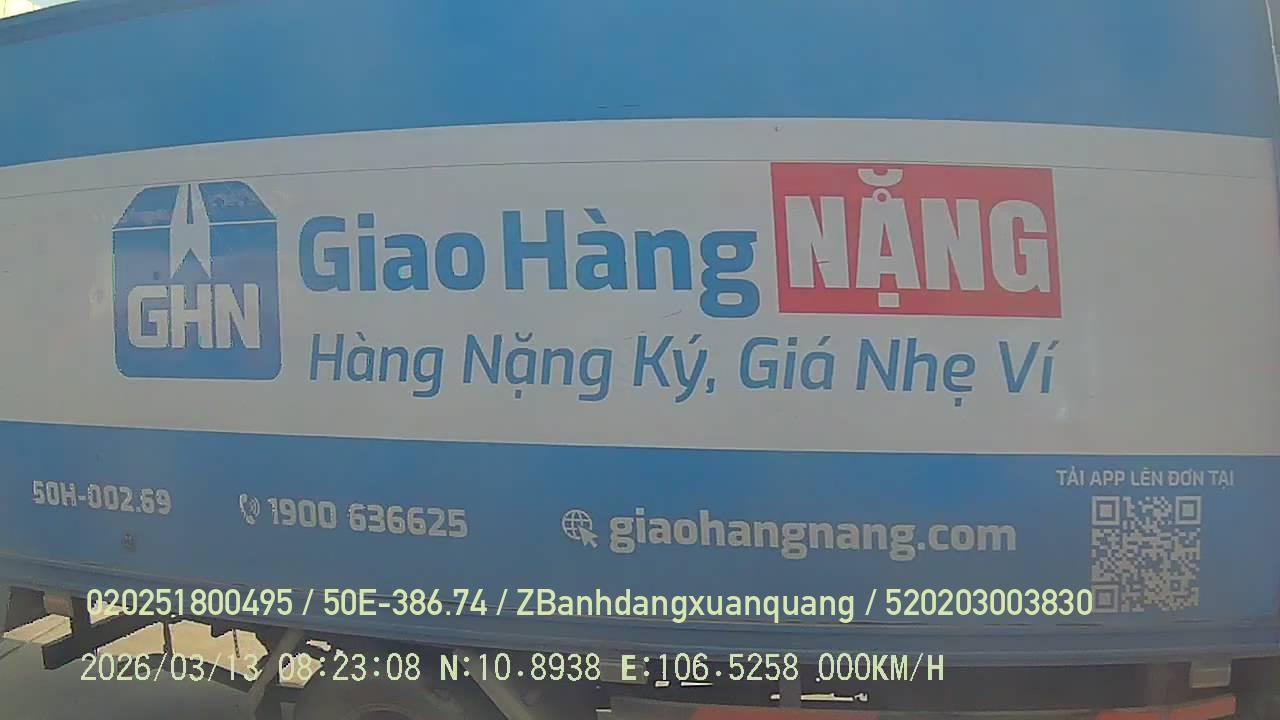 GHN
Giao Hàng NẶNG
Hàng Nặng Ký, Giá Nhẹ Ví
TẢI APP LÊN ĐƠN TẠI
50H-002.69
1900 636625
giaohangnang.com
020251800495 / 50E-386.74 / ZBanhdangxuanquang / 520203003830
2026/03/13 08:23:08 N:10.8938 E:106.5258 000KM/H